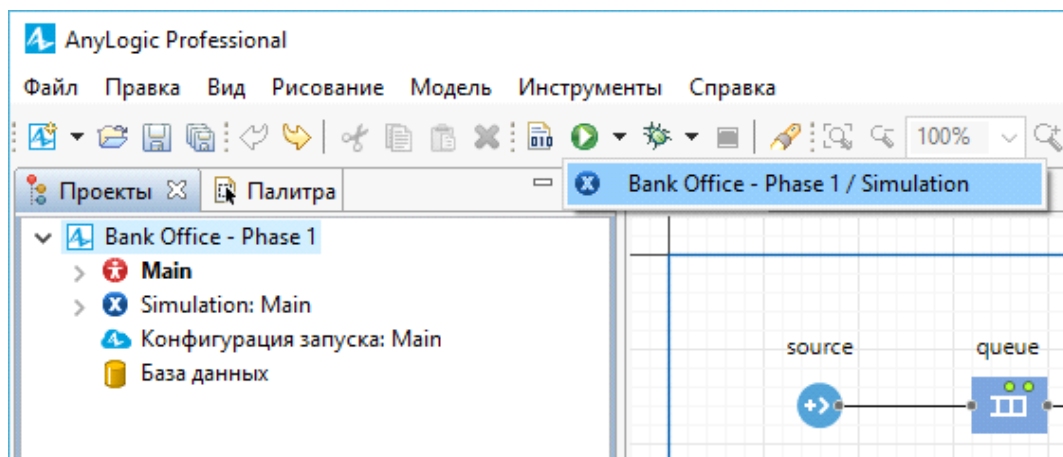 AnyLogic Professional
Файл Правка Вид Рисование Модель Инструменты Справка
010 100%
Проекты Палитра
Bank Office - Phase 1 / Simulation
Bank Office - Phase 1
Main
Simulation: Main
Конфигурация запуска: Main
База данных
source queue